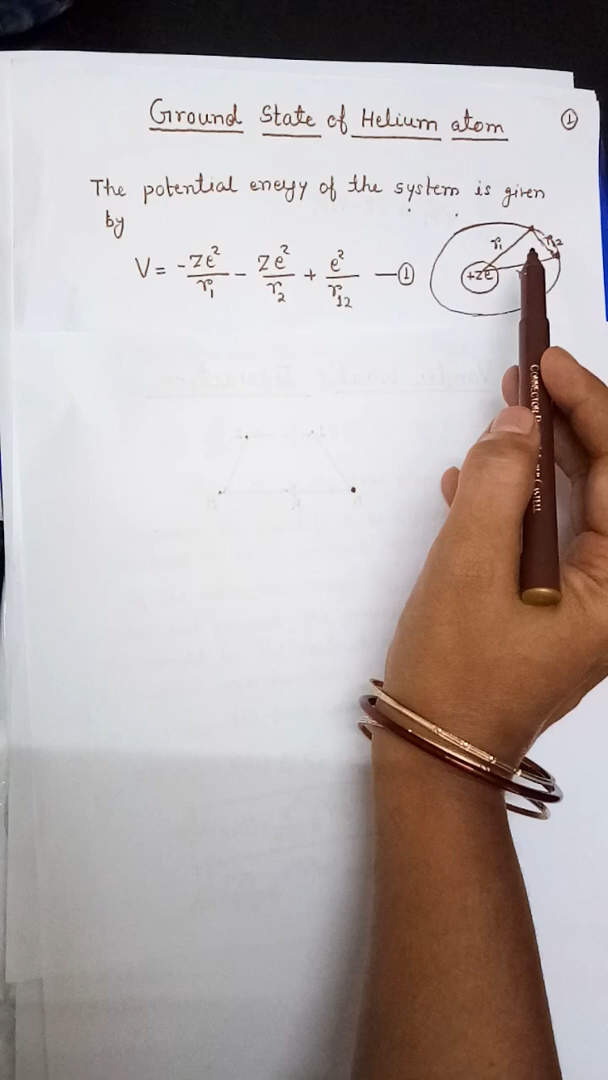 Ground State of Helium atom
①
The potential energy of the system is given
by
V = -Ze²/r₁ - Ze²/r₂ + e²/r₁₂ —①
r₁
r₁₂
+Ze